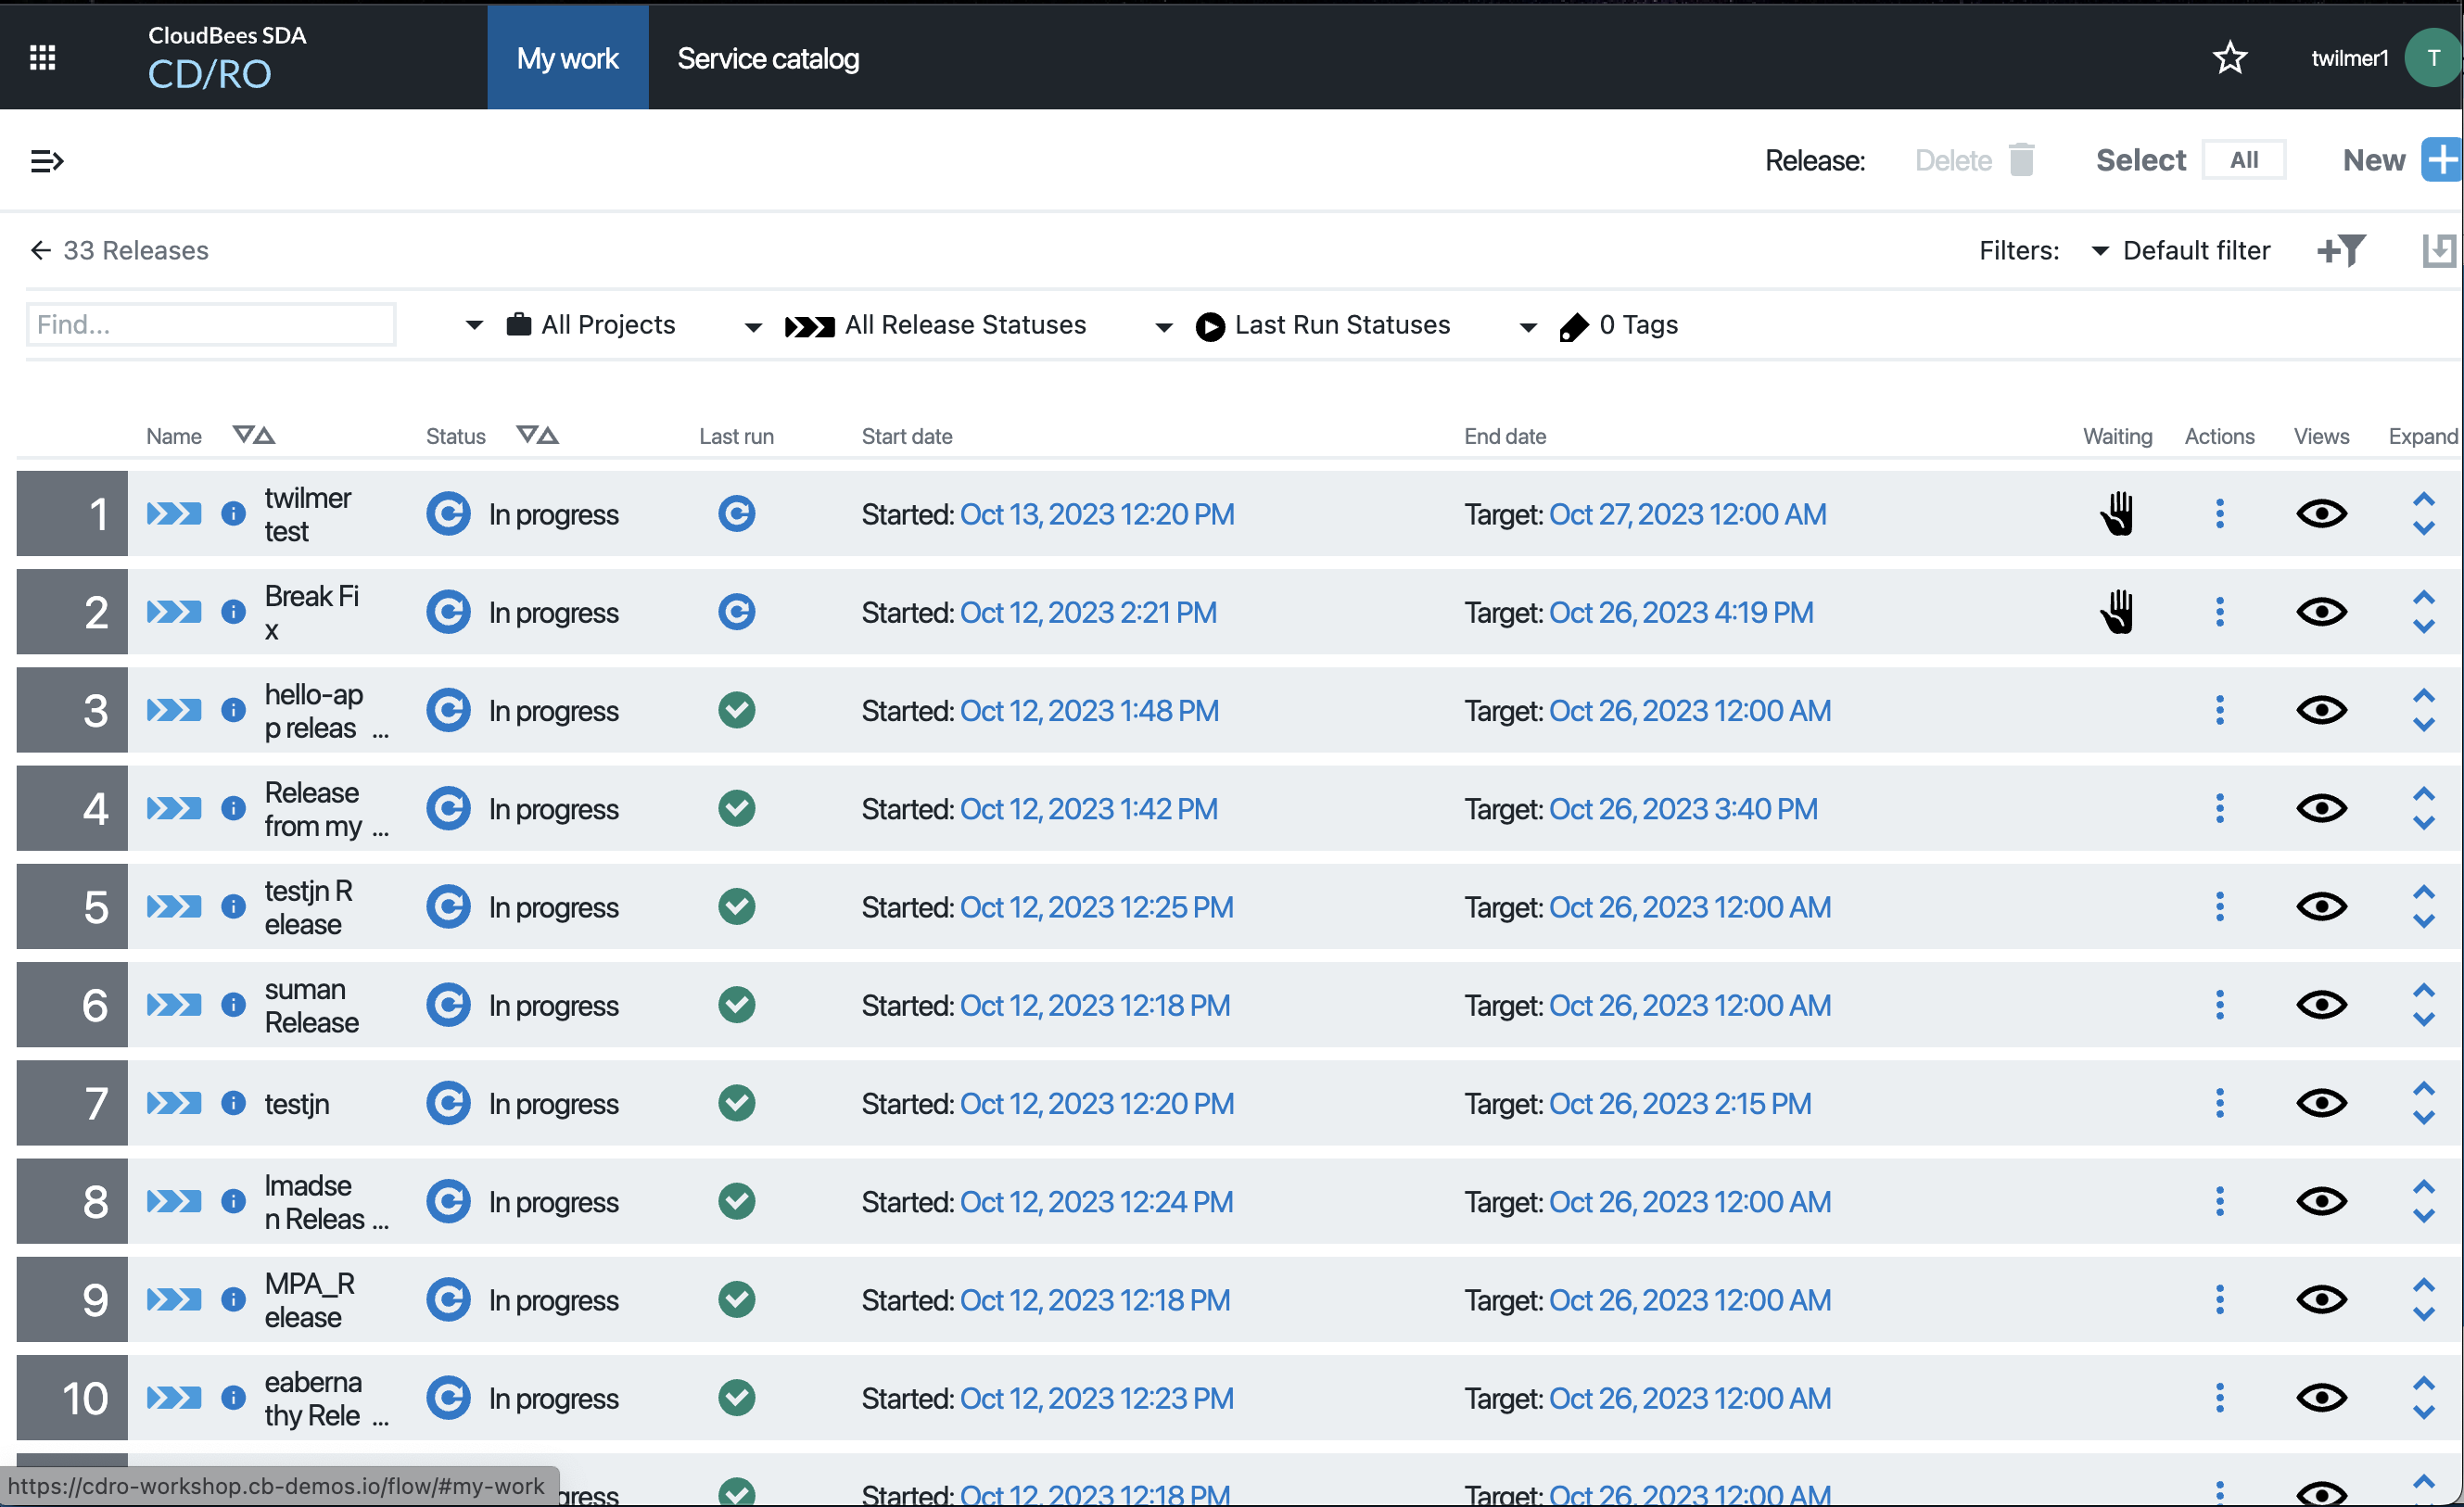 CloudBees SDA
CD/RO
My work
Service catalog
twilmer1
T
Release:
Delete
Select
All
New
33 Releases
Filters:
Default filter
Find...
All Projects
All Release Statuses
Last Run Statuses
0 Tags
Name
Status
Last run
Start date
End date
Waiting
Actions
Views
Expand
1
twilmer
test
In progress
Started: Oct 13, 2023 12:20 PM
Target: Oct 27, 2023 12:00 AM
2
Break Fi
x
In progress
Started: Oct 12, 2023 2:21 PM
Target: Oct 26, 2023 4:19 PM
3
hello-ap
p releas ...
In progress
Started: Oct 12, 2023 1:48 PM
Target: Oct 26, 2023 12:00 AM
4
Release
from my ...
In progress
Started: Oct 12, 2023 1:42 PM
Target: Oct 26, 2023 3:40 PM
5
testjn R
elease
In progress
Started: Oct 12, 2023 12:25 PM
Target: Oct 26, 2023 12:00 AM
6
suman
Release
In progress
Started: Oct 12, 2023 12:18 PM
Target: Oct 26, 2023 12:00 AM
7
testjn
In progress
Started: Oct 12, 2023 12:20 PM
Target: Oct 26, 2023 2:15 PM
8
lmadse
n Releas ...
In progress
Started: Oct 12, 2023 12:24 PM
Target: Oct 26, 2023 12:00 AM
9
MPA_R
elease
In progress
Started: Oct 12, 2023 12:18 PM
Target: Oct 26, 2023 12:00 AM
10
eaberna
thy Rele ...
In progress
Started: Oct 12, 2023 12:23 PM
Target: Oct 26, 2023 12:00 AM
https://cdro-workshop.cb-demos.io/flow/#my-work
gress
Started: Oct 12, 2023 12:18 PM
Target: Oct 26, 2023 12:00 AM